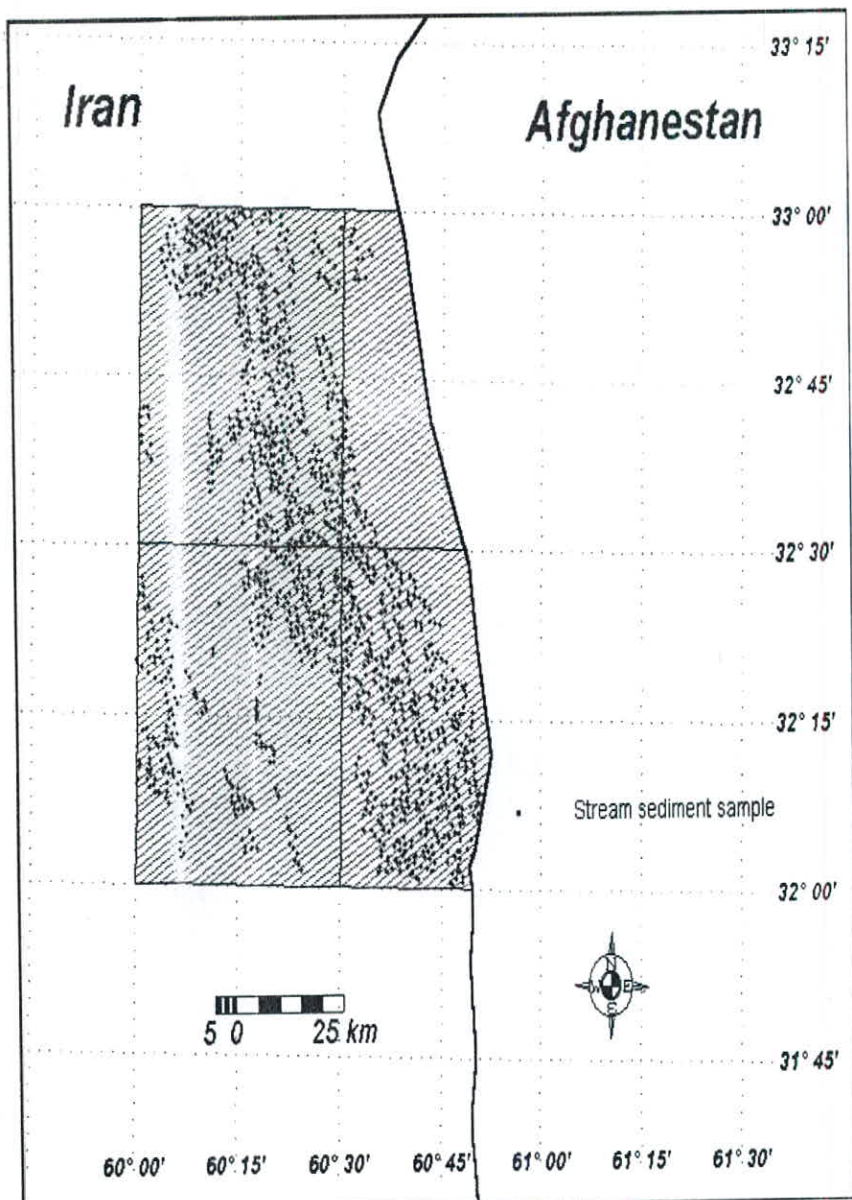 33° 15'
Iran
Afghanestan
33° 00'
32° 45'
32° 30'
32° 15'
Stream sediment sample
32° 00'
N
W E
S
5 0 25 km
31° 45'
60° 00' 60° 15' 60° 30' 60° 45' 61° 00' 61° 15' 61° 30'